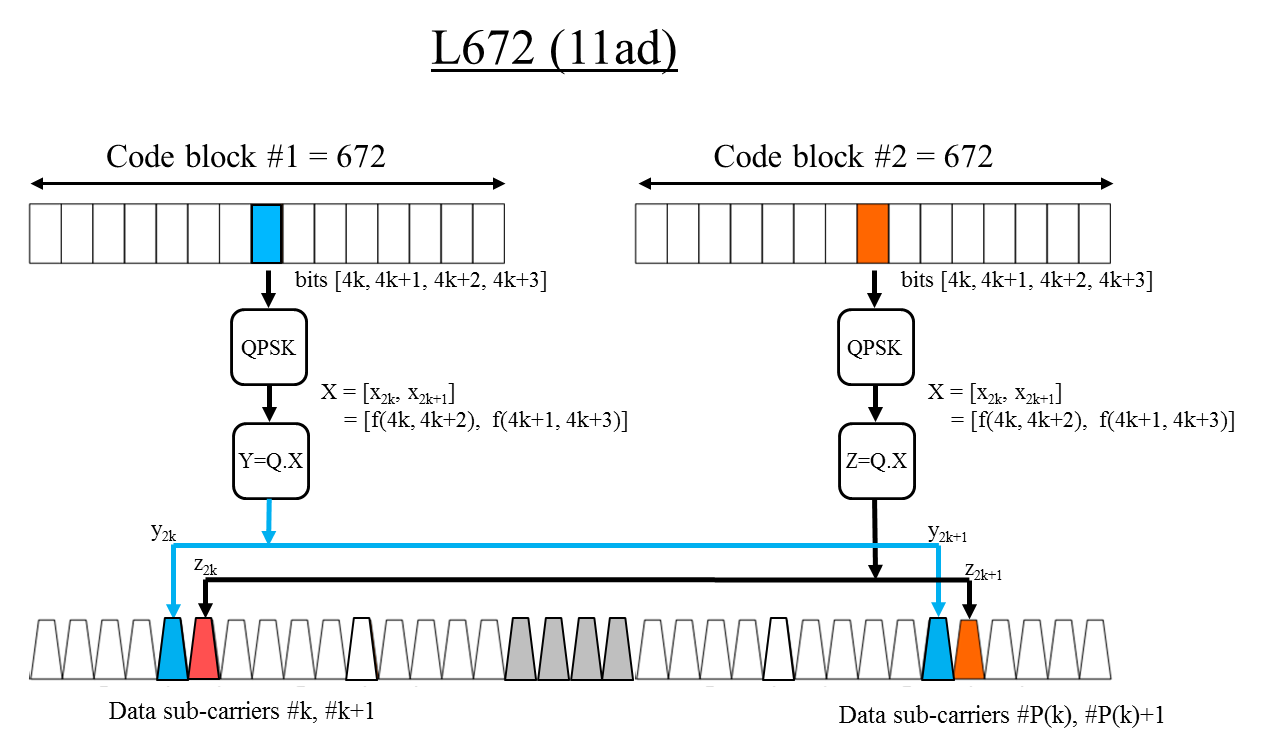 L672 (11ad)
Code block #1 = 672
Code block #2 = 672
bits [4k, 4k+1, 4k+2, 4k+3]
bits [4k, 4k+1, 4k+2, 4k+3]
QPSK
QPSK
X = [x2k, x2k+1]
= [f(4k, 4k+2), f(4k+1, 4k+3)]
X = [x2k, x2k+1]
= [f(4k, 4k+2), f(4k+1, 4k+3)]
Y=Q.X
Z=Q.X
y2k
y2k+1
z2k
z2k+1
Data sub-carriers #k, #k+1
Data sub-carriers #P(k), #P(k)+1